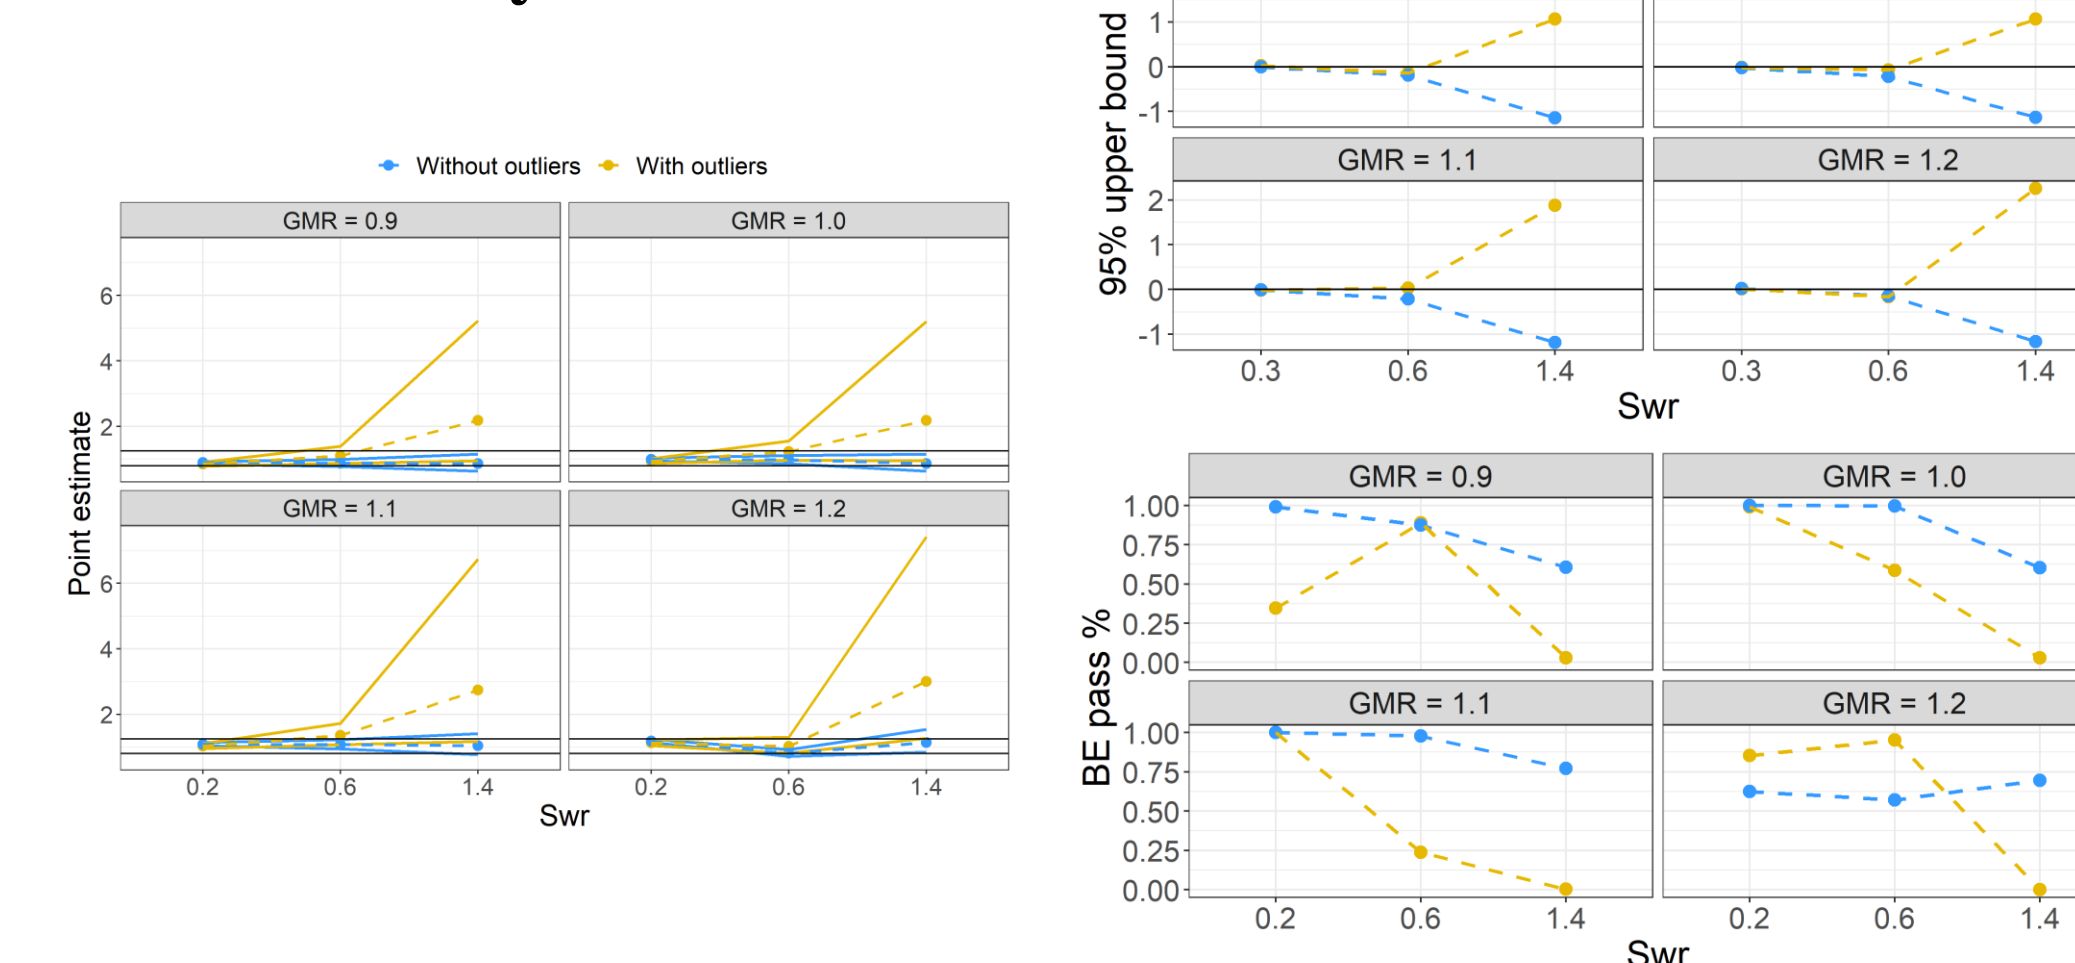 Without outliers
With outliers
GMR = 0.9
GMR = 1.0
6
4
2
GMR = 1.1
GMR = 1.2
6
4
2
Point estimate
0.2
0.6
1.4
0.2
0.6
1.4
Swr
1
0
-1
GMR = 1.1
GMR = 1.2
2
1
0
-1
95% upper bound
0.3
0.6
1.4
0.3
0.6
1.4
Swr
GMR = 0.9
GMR = 1.0
1.00
0.75
0.50
0.25
0.00
GMR = 1.1
GMR = 1.2
1.00
0.75
0.50
0.25
0.00
BE pass %
0.2
0.6
1.4
0.2
0.6
1.4
Swr